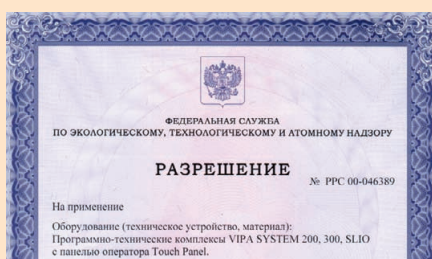 ФЕДЕРАЛЬНАЯ СЛУЖБА
ПО ЭКОЛОГИЧЕСКОМУ, ТЕХНОЛОГИЧЕСКОМУ И АТОМНОМУ НАДЗОРУ
РАЗРЕШЕНИЕ
№ РРС 00-046389
На применение
Оборудование (техническое устройство, материал):
Программно-технические комплексы VIPA SYSTEM 200, 300, SLIO
с панелью оператора Touch Panel.